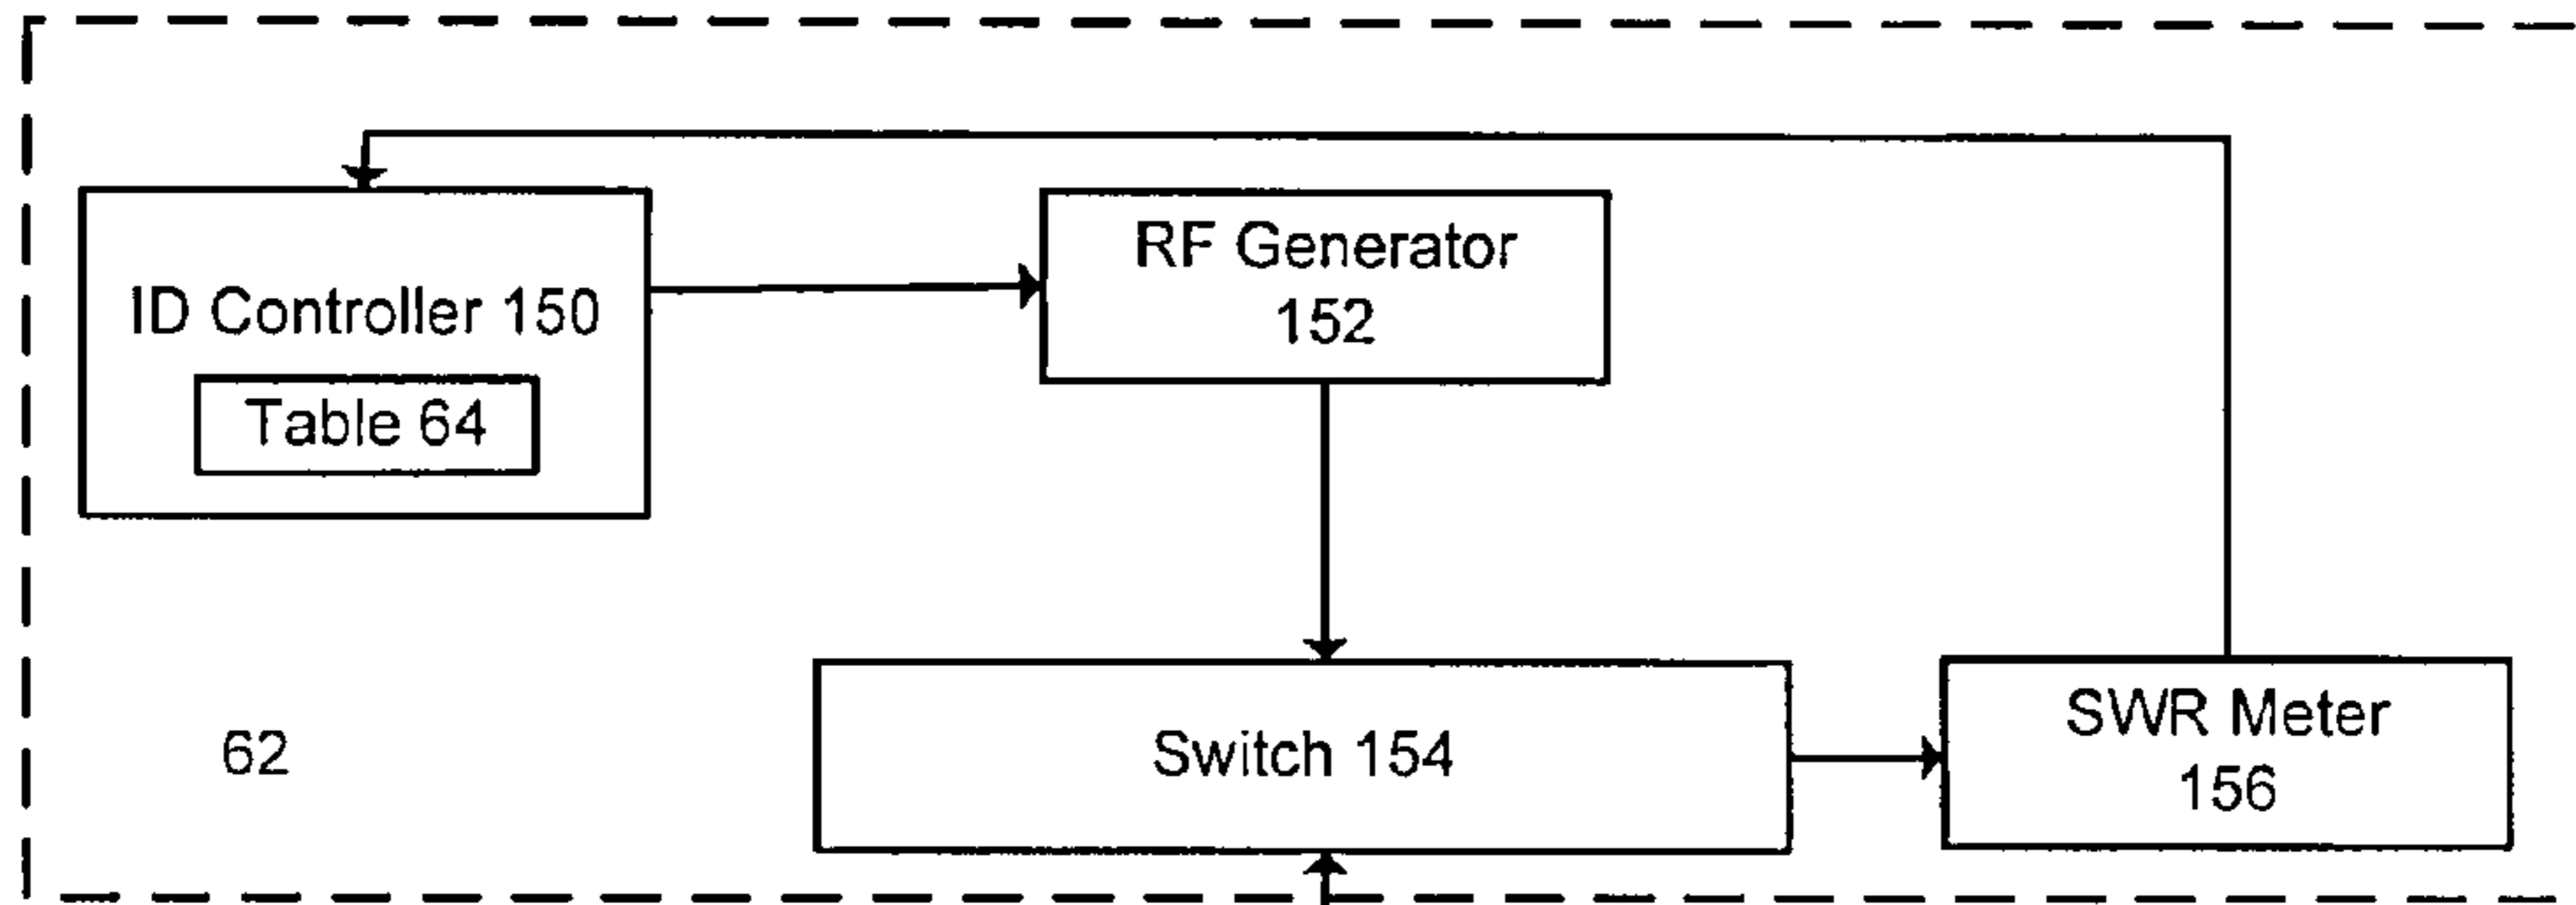 ID Controller 150
Table 64
RF Generator
152
62
Switch 154
SWR Meter
156